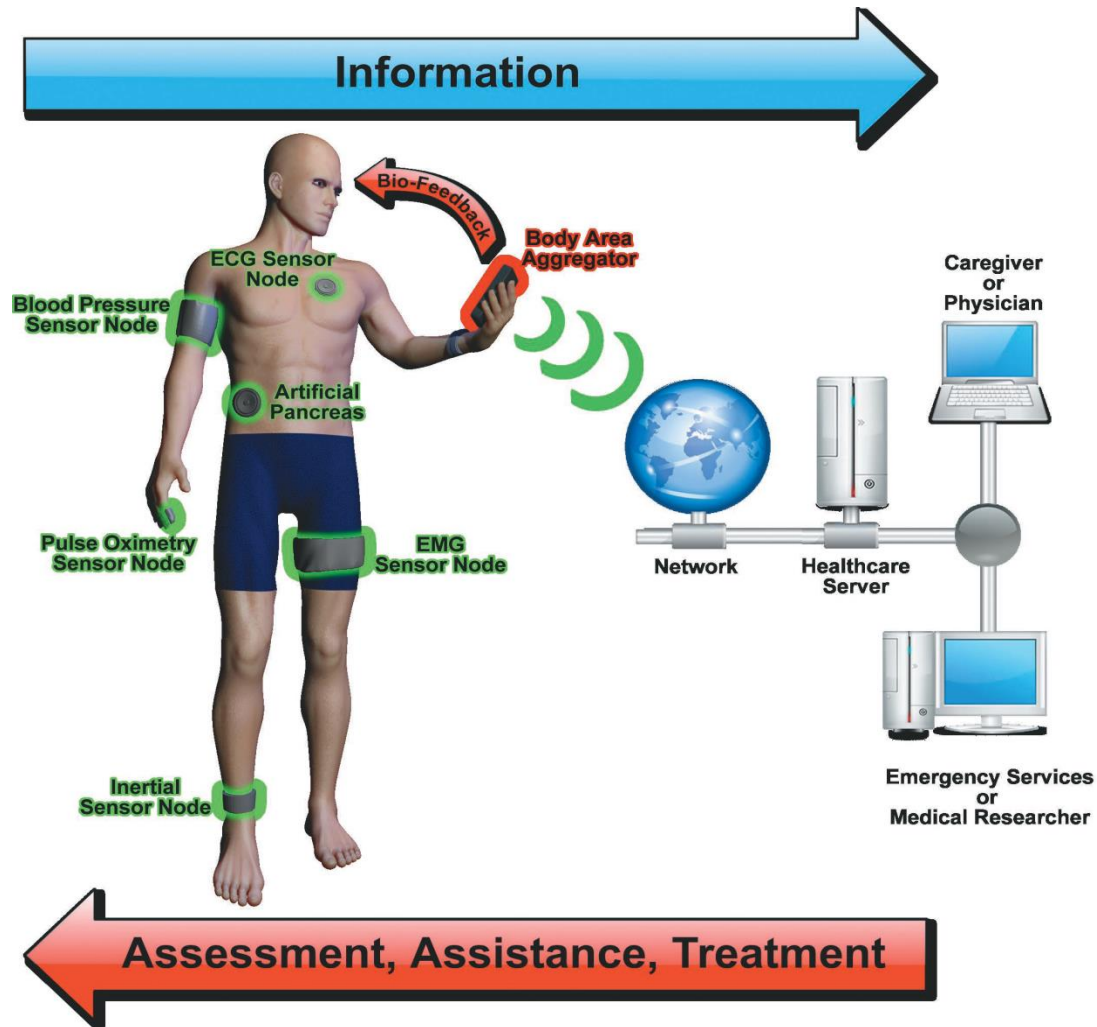 Information
Bio-Feedback
Body Area
Aggregator
ECG Sensor
Node
Blood Pressure
Sensor Node
Artificial
Pancreas
Pulse Oximetry
Sensor Node
EMG
Sensor Node
Inertial
Sensor Node
Caregiver
or
Physician
Network
Healthcare
Server
Emergency Services
or
Medical Researcher
Assessment, Assistance, Treatment